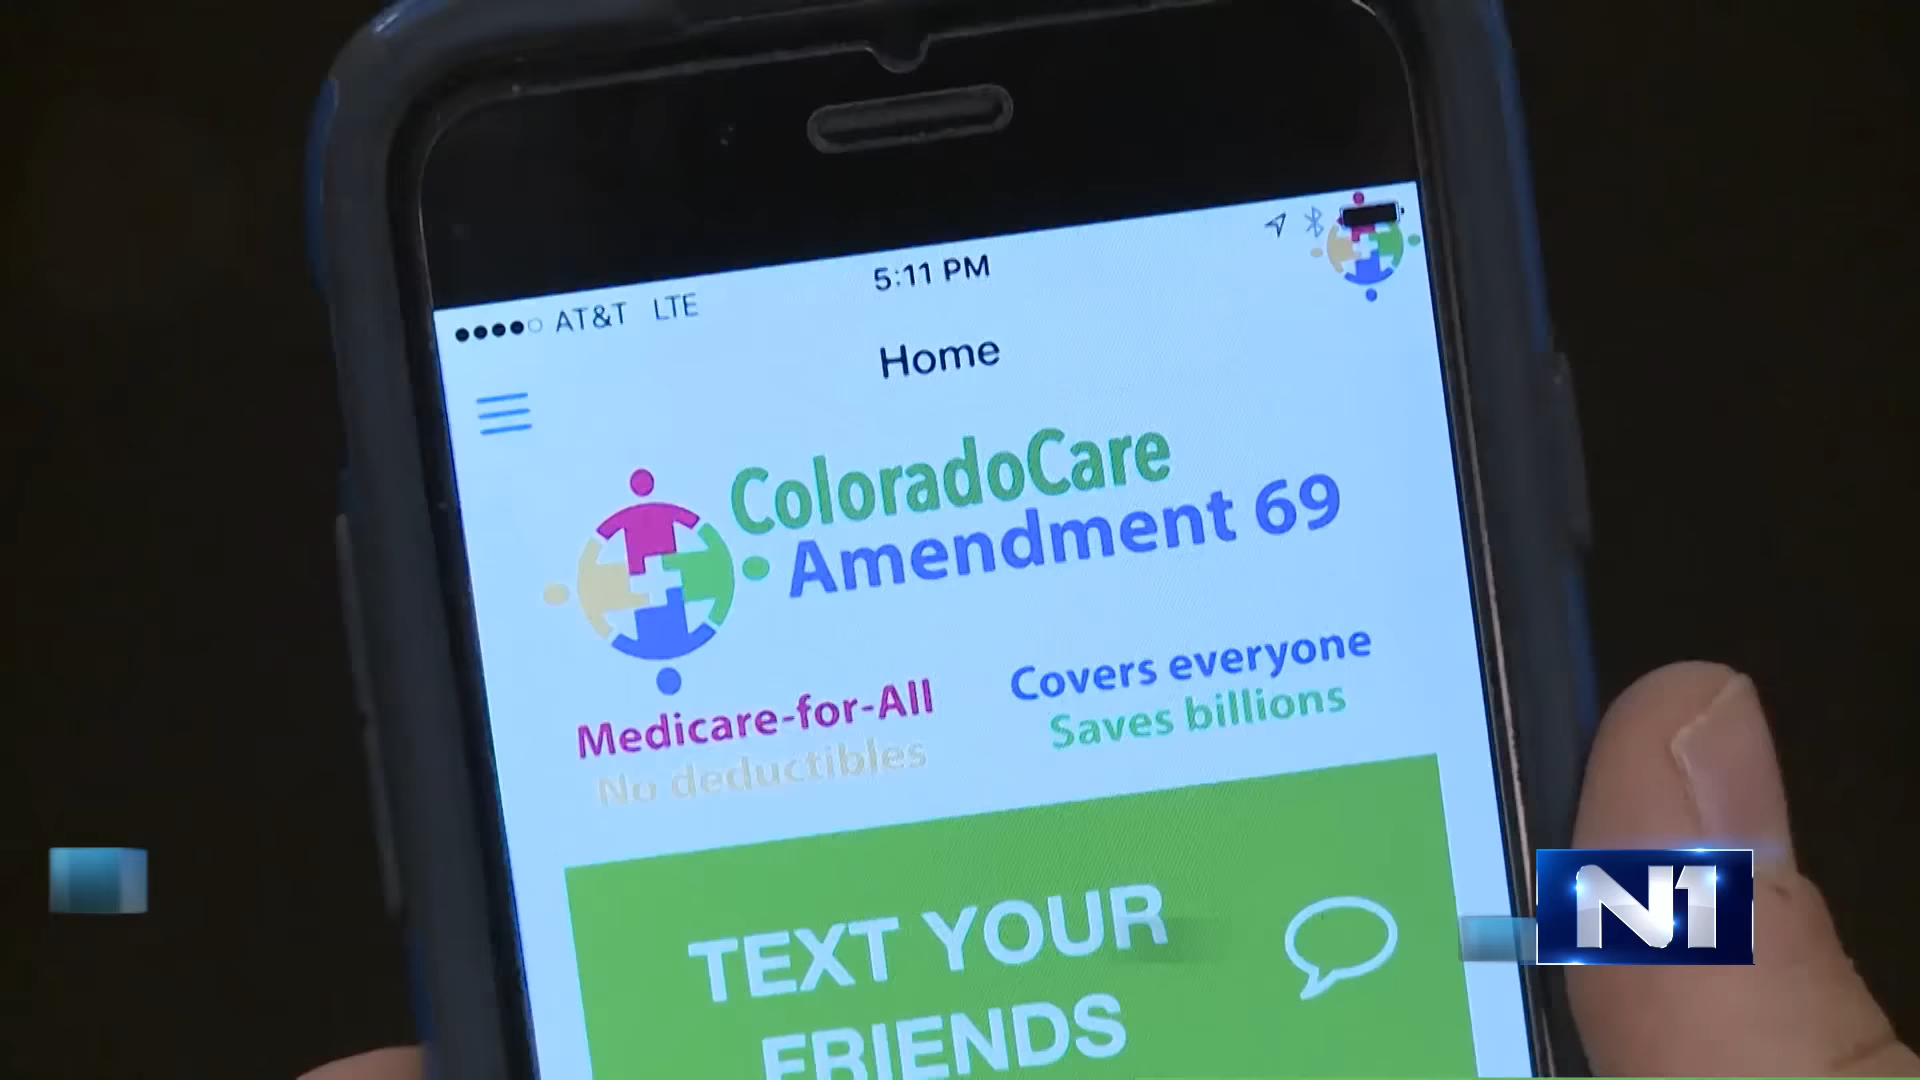 5:11 PM
AT&T LTE
Home
ColoradoCare
Amendment 69
Medicare-for-All
No deductibles
Covers everyone
Saves billions
TEXT YOUR
FRIENDS
N1